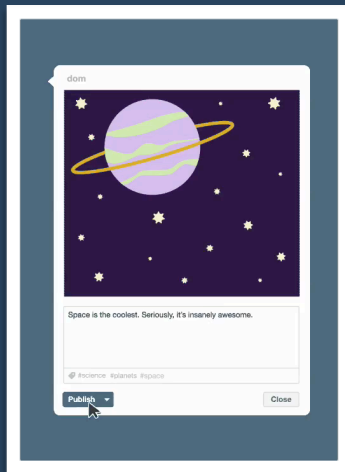 dom
Space is the coolest. Seriously, it's insanely awesome.
#science #planets #space
Publish
Close